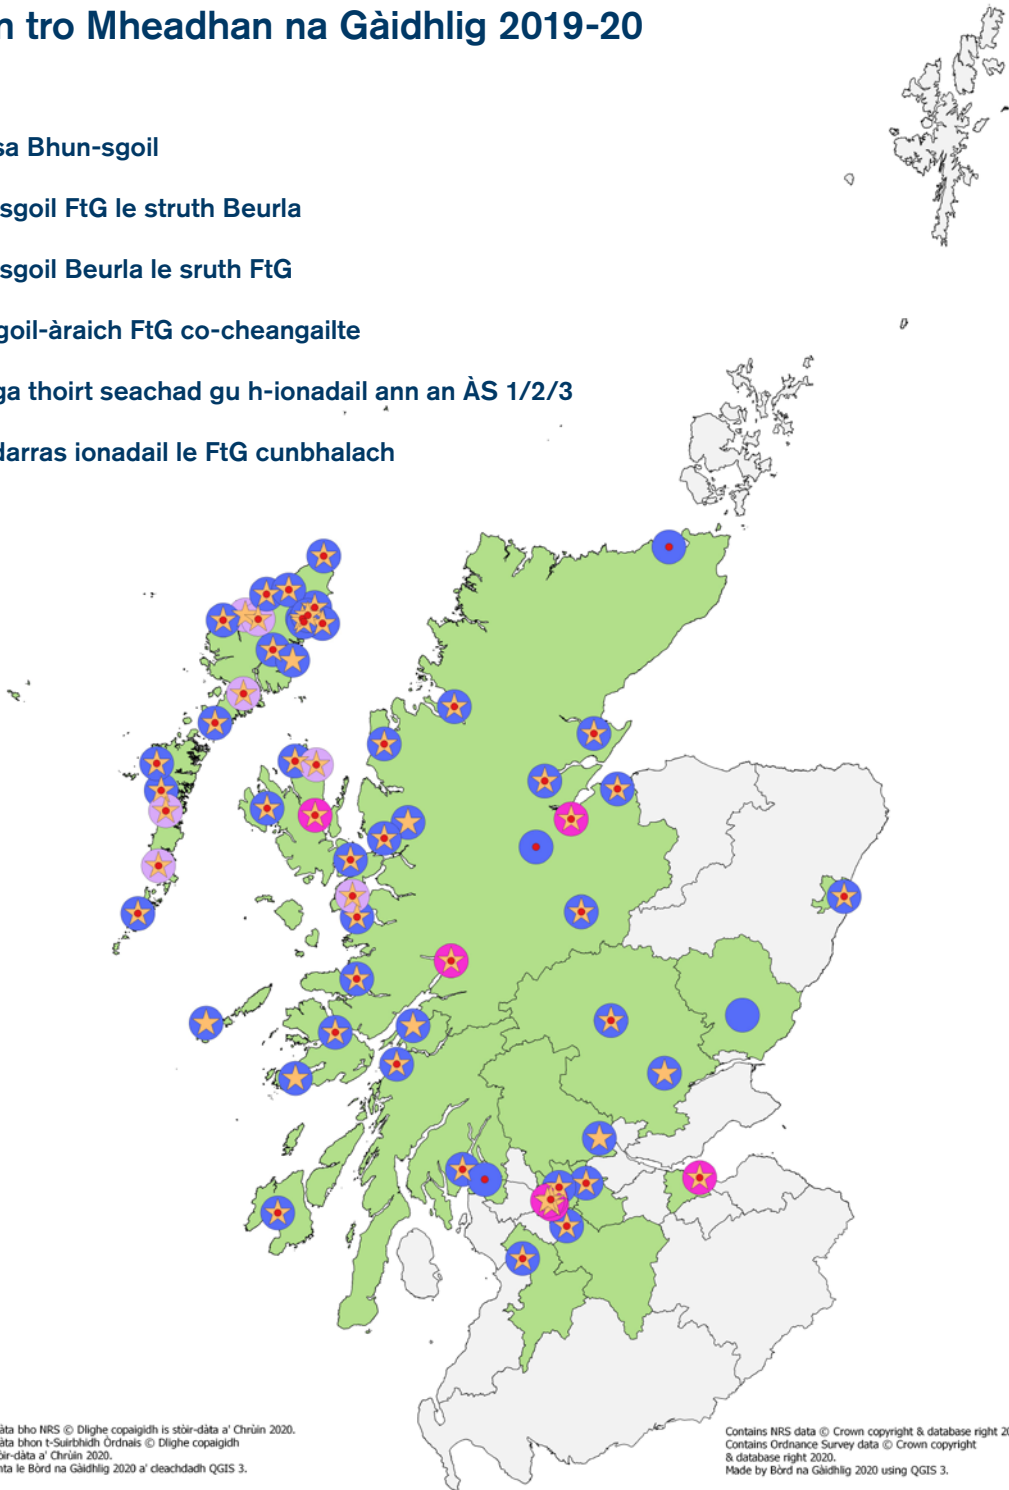 tro Mheadhan na Gàidhlig 2019-20
sa Bhun-sgoil
sgoil FtG le struth Beurla
sgoil Beurla le sruth FtG
goil-àraich FtG co-cheangailte
ga thoirt seachad gu h-ionadail ann an ÀS 1/2/3
darras ionadail le FtG cunbhalach
àta bho NRS © Dlighe copaigidh is stòir-dàta a' Chrùin 2020.
àta bhon t-Suirbhidh Òrdnais © Dlighe copaigidh
òir-dàta a' Chrùin 2020.
nta le Bòrd na Gàidhlig 2020 a' cleachdadh QGIS 3.
Contains NRS data © Crown copyright & database right 20
Contains Ordnance Survey data © Crown copyright
& database right 2020.
Made by Bòrd na Gàidhlig 2020 using QGIS 3.